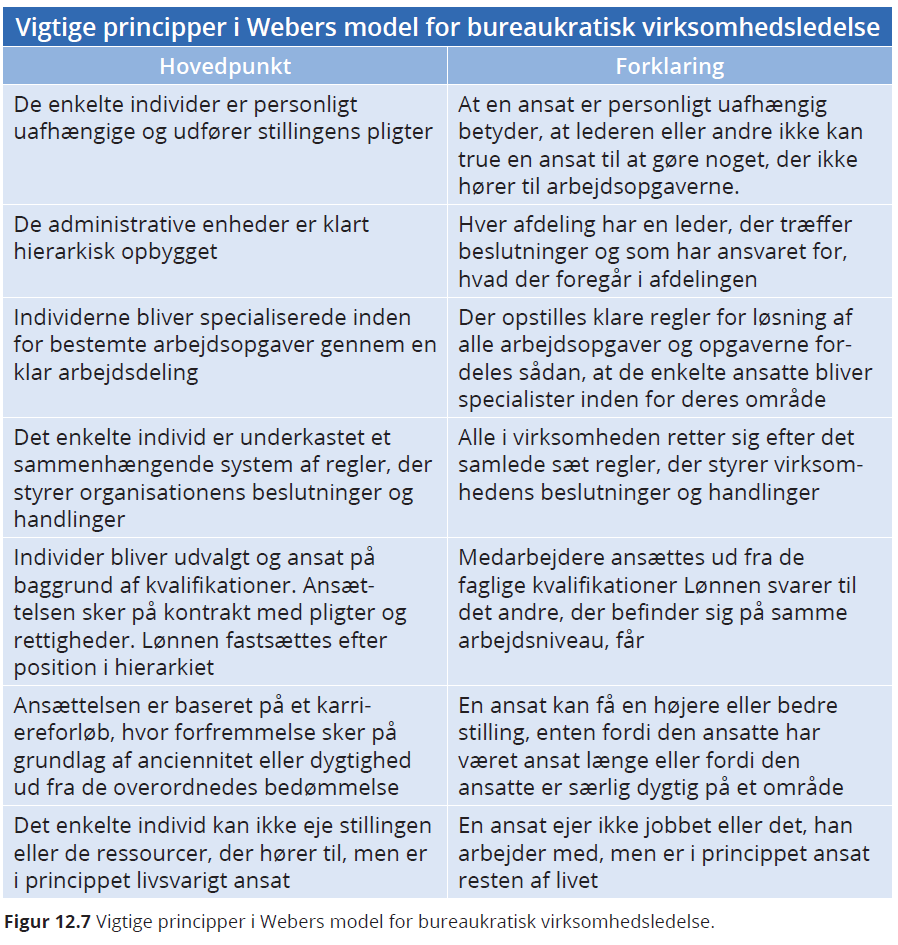 Vigtige principper i Webers model for bureaukratisk virksomhedsledelse
Hovedpunkt
Forklaring
De enkelte individer er personligt
uafhængige og udfører stillingens pligter
At en ansat er personligt uafhængig
betyder, at lederen eller andre ikke kan
true en ansat til at gøre noget, der ikke
hører til arbejdsopgaverne.
De administrative enheder er klart
hierarkisk opbygget
Hver afdeling har en leder, der træffer
beslutninger og som har ansvaret for,
hvad der foregår i afdelingen
Individerne bliver specialiserede inden
for bestemte arbejdsopgaver gennem en
klar arbejdsdeling
Der opstilles klare regler for løsning af
alle arbejdsopgaver og opgaverne for-
deles sådan, at de enkelte ansatte bliver
specialister inden for deres område
Det enkelte individ er underkastet et
sammenhængende system af regler, der
styrer organisationens beslutninger og
handlinger
Alle i virksomheden retter sig efter det
samlede sæt regler, der styrer virksom-
hedens beslutninger og handlinger
Individer bliver udvalgt og ansat på
baggrund af kvalifikationer. Ansæt-
telsen sker på kontrakt med pligter og
rettigheder. Lønnen fastsættes efter
position i hierarkiet
Medarbejdere ansættes ud fra de
faglige kvalifikationer Lønnen svarer til
det andre, der befinder sig på samme
arbejdsniveau, får
Ansættelsen er baseret på et karri-
ereforløb, hvor forfremmelse sker på
grundlag af anciennitet eller dygtighed
ud fra de overordnedes bedømmelse
En ansat kan få en højere eller bedre
stilling, enten fordi den ansatte har
været ansat længe eller fordi den
ansatte er særlig dygtig på et område
Det enkelte individ kan ikke eje stillingen
eller de ressourcer, der hører til, men er
i princippet livsvarigt ansat
En ansat ejer ikke jobbet eller det, han
arbejder med, men er i princippet ansat
resten af livet
Figur 12.7 Vigtige principper i Webers model for bureaukratisk virksomhedsledelse.